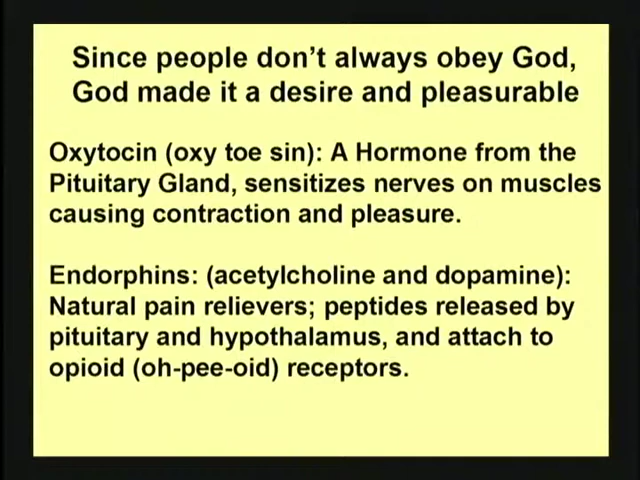 Since people don't always obey God,
God made it a desire and pleasurable
Oxytocin (oxy toe sin): A Hormone from the
Pituitary Gland, sensitizes nerves on muscles
causing contraction and pleasure.
Endorphins: (acetylcholine and dopamine):
Natural pain relievers; peptides released by
pituitary and hypothalamus, and attach to
opioid (oh-pee-oid) receptors.